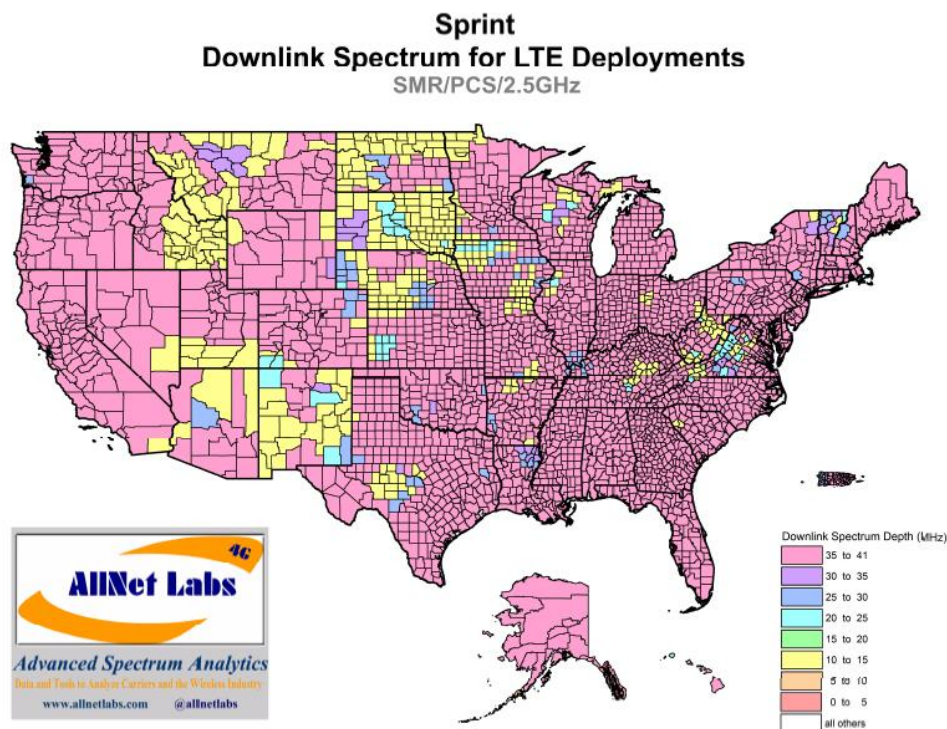 Sprint
Downlink Spectrum for LTE Deployments
SMR/PCS/2.5GHz
4G
AllNet Labs
Advanced Spectrum Analytics
Data and Tools to Analyze Carriers and the Wireless Industry
www.allnetlabs.com @allnetlabs
Downlink Spectrum Depth (MHz)
35 to 41
30 to 35
25 to 30
20 to 25
15 to 20
10 to 15
5 to 10
0 to 5
all others